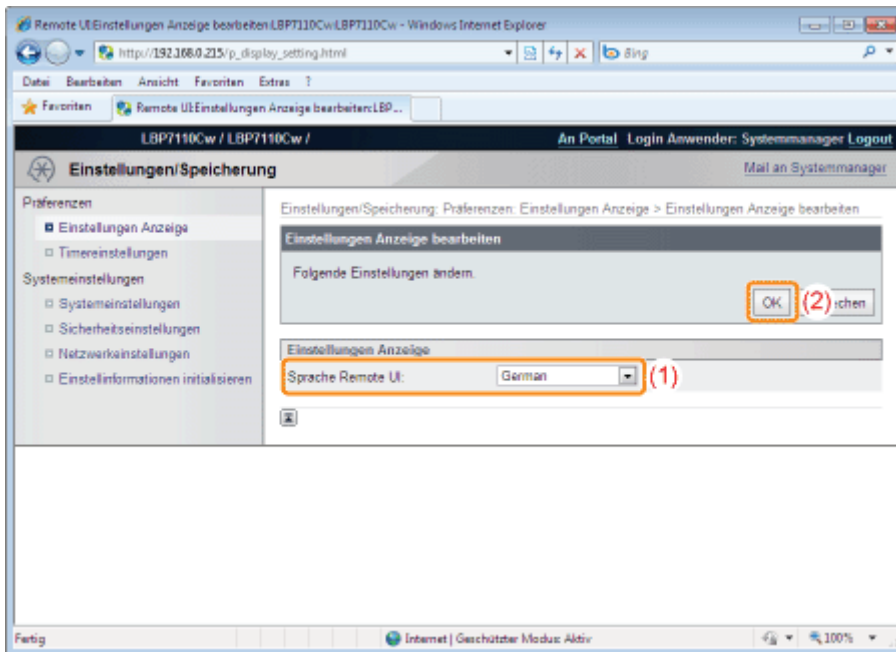 Remote UI:Einstellungen Anzeige bearbeiten:LBP7110Cw:LBP7110Cw - Windows Internet Explorer
http://192.168.0.215/p_display_setting.html
Bing
Datei Bearbeiten Ansicht Favoriten Extras ?
Favoriten Remote UI:Einstellungen Anzeige bearbeiten:LBP...
LBP7110Cw / LBP7110Cw / An Portal Login Anwender: Systemmanager Logout
Einstellungen/Speicherung Mail an Systemmanager
Präferenzen
Einstellungen Anzeige
Timereinstellungen
Systemeinstellungen
Systemeinstellungen
Sicherheitseinstellungen
Netzwerkeinstellungen
Einstellinformationen initialisieren
Einstellungen/Speicherung: Präferenzen: Einstellungen Anzeige > Einstellungen Anzeige bearbeiten
Einstellungen Anzeige bearbeiten
Folgende Einstellungen ändern.
OK (2) chen
Einstellungen Anzeige
Sprache Remote UI: German (1)
Fertig Internet | Geschützter Modus: Aktiv 100%